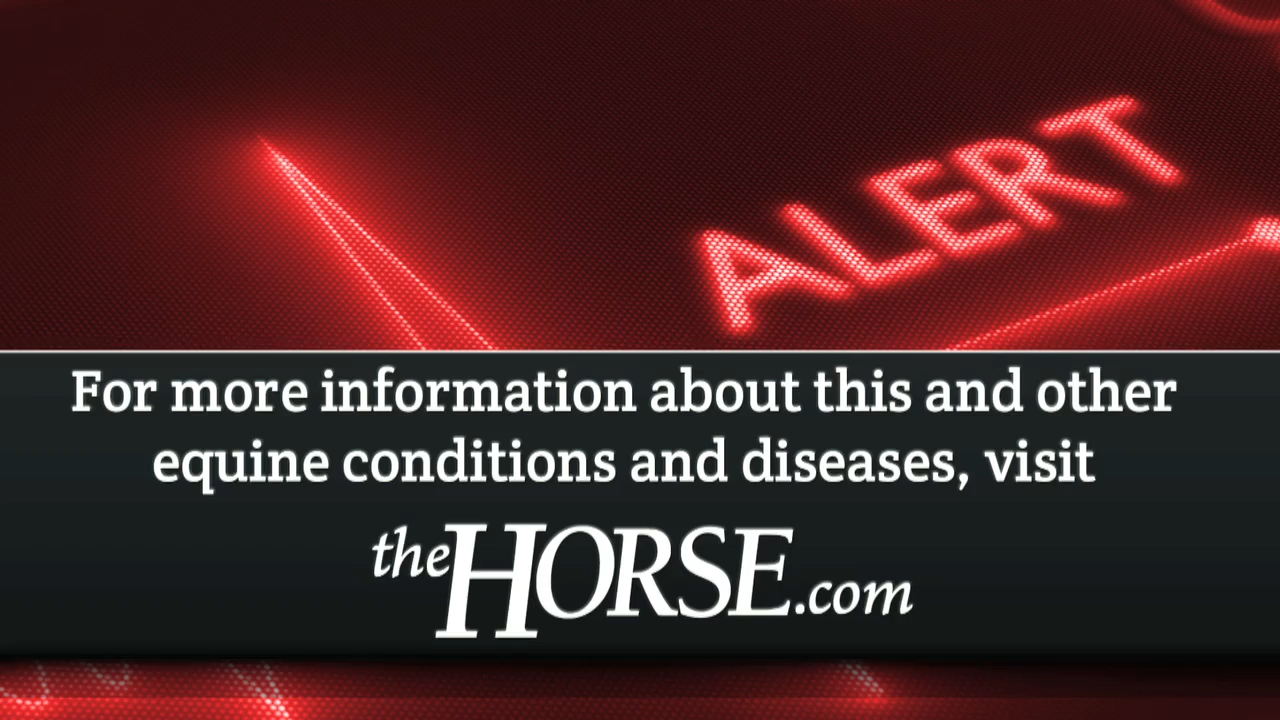 ALERT
For more information about this and other
equine conditions and diseases, visit
theHORSE.com